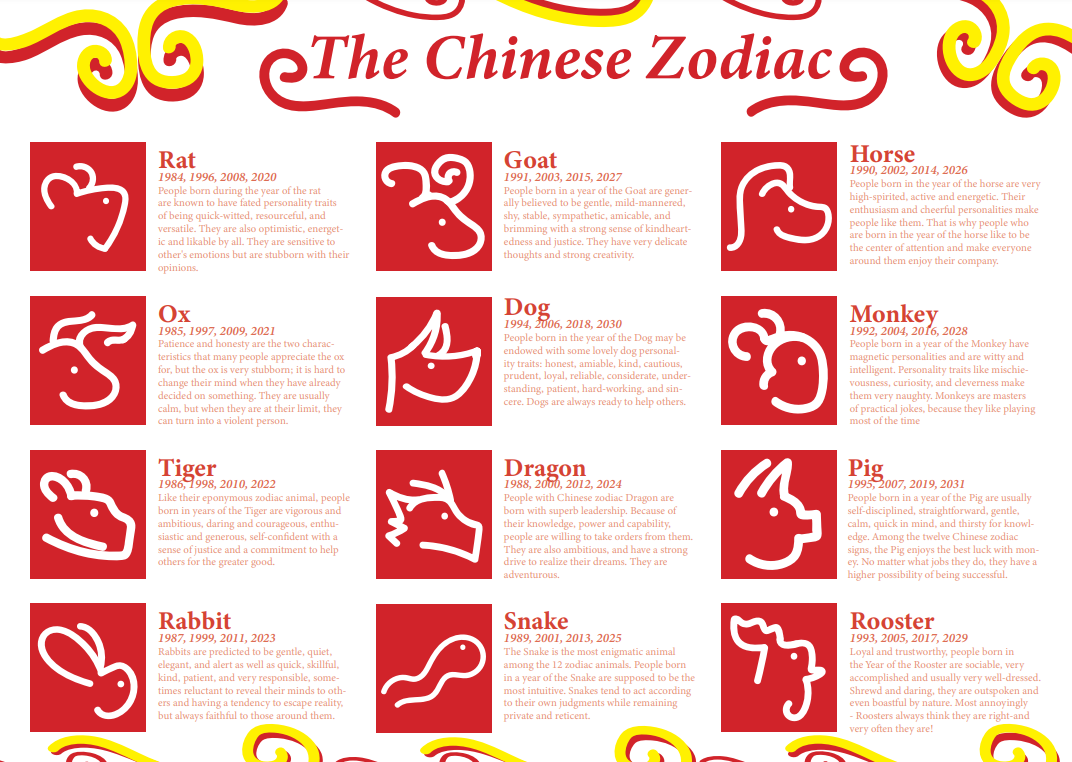 The Chinese Zodiac
Rat
1984, 1996, 2008, 2020
People born during the year of the rat
are known to have fated personality traits
of being quick-witted, resourceful, and
versatile. They are also optimistic, energet-
ic and likable by all. They are sensitive to
other's emotions but are stubborn with their
opinions.
Ox
1985, 1997, 2009, 2021
Patience and honesty are the two charac-
teristics that many people appreciate the ox
for, but the ox is very stubborn; it is hard to
change their mind when they have already
decided on something. They are usually
calm, but when they are at their limit, they
can turn into a violent person.
Tiger
1986, 1998, 2010, 2022
Like their eponymous zodiac animal, people
born in years of the Tiger are vigorous and
ambitious, daring and courageous, enthu-
siastic and generous, self-confident with a
sense of justice and a commitment to help
others for the greater good.
Rabbit
1987, 1999, 2011, 2023
Rabbits are predicted to be gentle, quiet,
elegant, and alert as well as quick, skillful,
kind, patient, and very responsible, some-
times reluctant to reveal their minds to oth-
ers and having a tendency to escape reality,
but always faithful to those around them.
Goat
1991, 2003, 2015, 2027
People born in a year of the Goat are gener-
ally believed to be gentle, mild-mannered,
shy, stable, sympathetic, amicable, and
brimming with a strong sense of kindheart-
edness and justice. They have very delicate
thoughts and strong creativity.
Dog
1994, 2006, 2018, 2030
People born in the year of the Dog may be
endowed with some lovely dog personal-
ity traits: honest, amiable, kind, cautious,
prudent, loyal, reliable, considerate, under-
standing, patient, hard-working, and sin-
cere. Dogs are always ready to help others.
Dragon
1988, 2000, 2012, 2024
People with Chinese zodiac Dragon are
born with superb leadership. Because of
their knowledge, power and capability,
people are willing to take orders from them.
They are also ambitious, and have a strong
drive to realize their dreams. They are
adventurous.
Snake
1989, 2001, 2013, 2025
The Snake is the most enigmatic animal
among the 12 zodiac animals. People born
in a year of the Snake are supposed to be the
most intuitive. Snakes tend to act according
to their own judgments while remaining
private and reticent.
Horse
1990, 2002, 2014, 2026
People born in the year of the horse are very
high-spirited, active and energetic. Their
enthusiasm and cheerful personalities make
people like them. That is why people who
are born in the year of the horse like to be
the center of attention and make everyone
around them enjoy their company.
Monkey
1992, 2004, 2016, 2028
People born in a year of the Monkey have
magnetic personalities and are witty and
intelligent. Personality traits like mischie-
vousness, curiosity, and cleverness make
them very naughty. Monkeys are masters
of practical jokes, because they like playing
most of the time
Pig
1995, 2007, 2019, 2031
People born in a year of the Pig are usually
self-disciplined, straightforward, gentle,
calm, quick in mind, and thirsty for knowl-
edge. Among the twelve Chinese zodiac
signs, the Pig enjoys the best luck with mon-
ey. No matter what jobs they do, they have a
higher possibility of being successful.
Rooster
1993, 2005, 2017, 2029
Loyal and trustworthy, people born in
the Year of the Rooster are sociable, very
accomplished and usually very well-dressed.
Shrewd and daring, they are outspoken and
even boastful by nature. Most annoyingly
- Roosters always think they are right-and
very often they are!